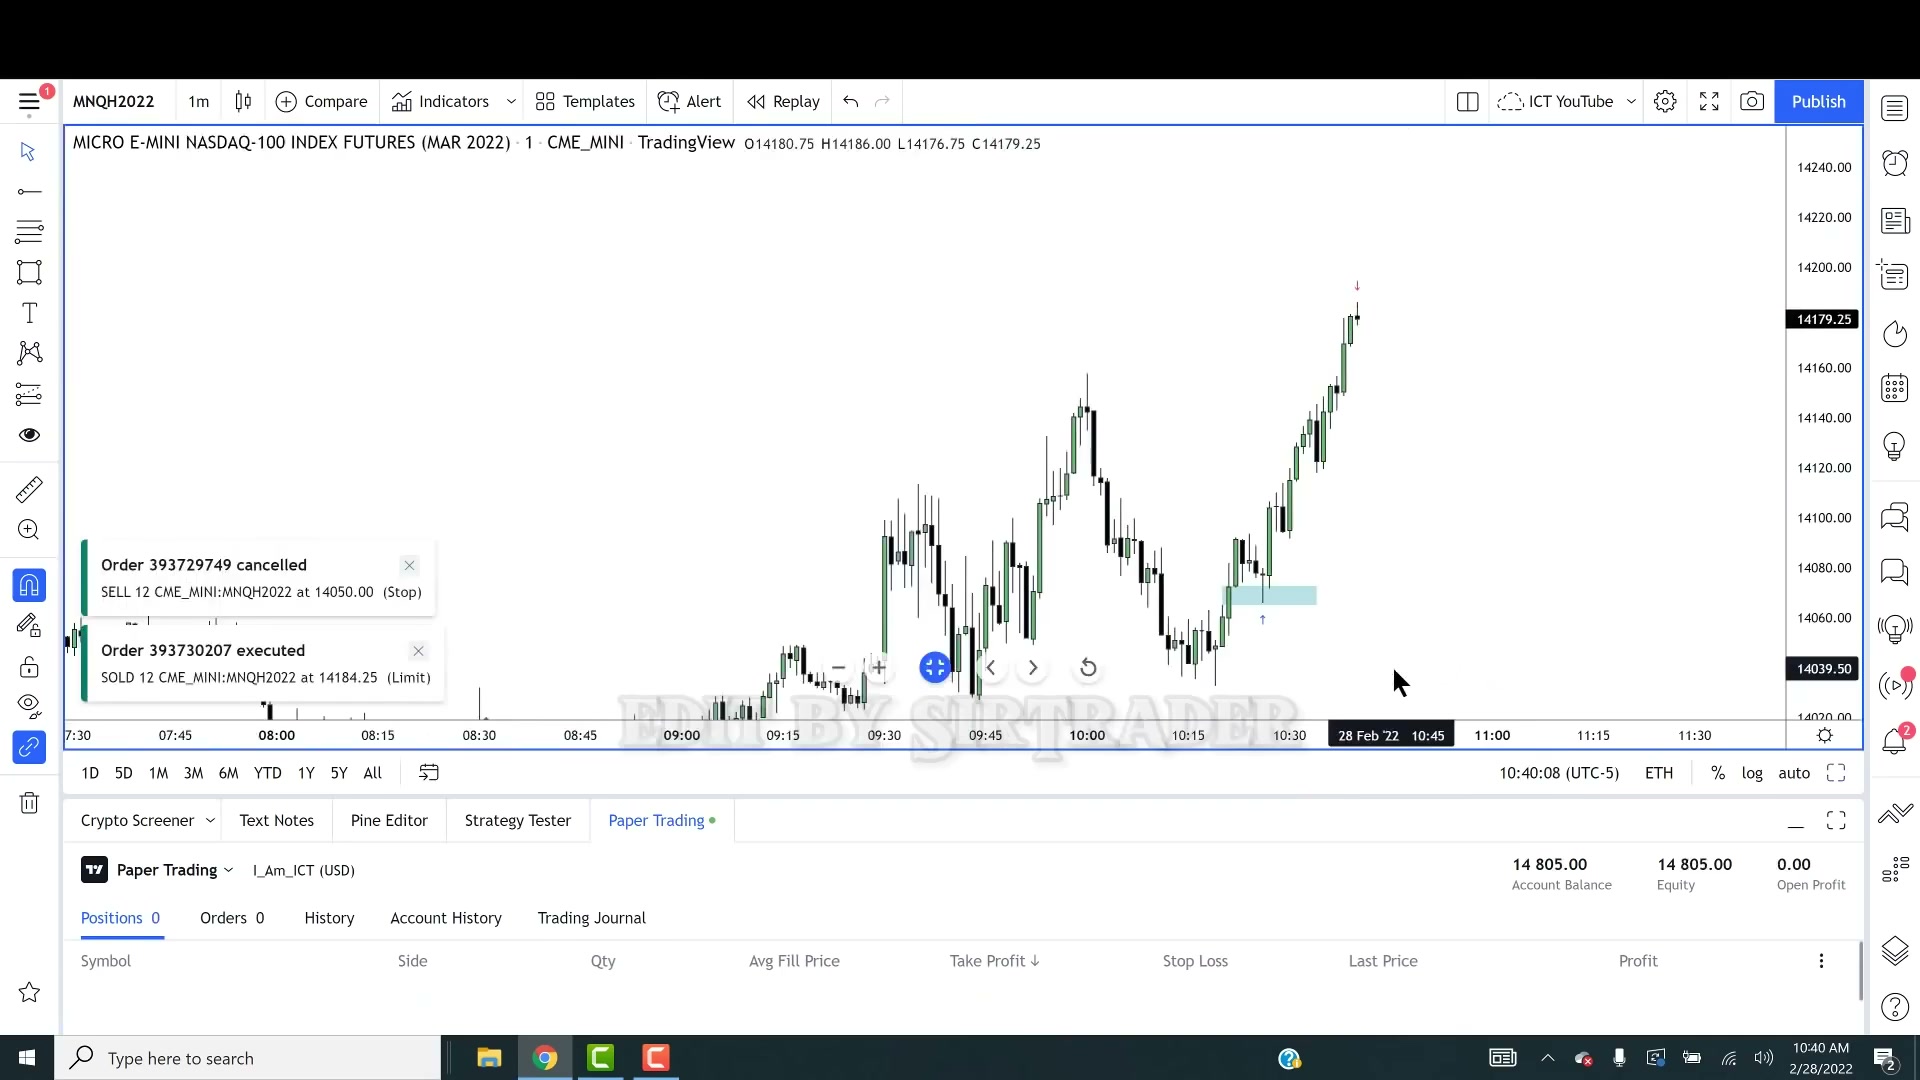 1
MNQH2022
1m
Compare
Indicators
Templates
Alert
Replay
ICT YouTube
Publish
MICRO E-MINI NASDAQ-100 INDEX FUTURES (MAR 2022) · 1 · CME_MINI · TradingView O14180.75 H14186.00 L14176.75 C14179.25
14240.00
14220.00
14200.00
14179.25
14160.00
14140.00
14120.00
14100.00
14080.00
14060.00
14039.50
14020.00
Order 393729749 cancelled
SELL 12 CME_MINI:MNQH2022 at 14050.00 (Stop)
Order 393730207 executed
SOLD 12 CME_MINI:MNQH2022 at 14184.25 (Limit)
EDIT BY SIRTRADER
7:30 07:45 08:00 08:15 08:30 08:45 09:00 09:15 09:30 09:45 10:00 10:15 10:30 28 Feb '22 10:45 11:00 11:15 11:30
2
1D 5D 1M 3M 6M YTD 1Y 5Y All
10:40:08 (UTC-5) ETH % log auto
Crypto Screener Text Notes Pine Editor Strategy Tester Paper Trading
Paper Trading I_Am_ICT (USD)
14 805.00 14 805.00 0.00
Account Balance Equity Open Profit
Positions 0 Orders 0 History Account History Trading Journal
Symbol Side Qty Avg Fill Price Take Profit ↓ Stop Loss Last Price Profit
Type here to search
10:40 AM
2/28/2022
2